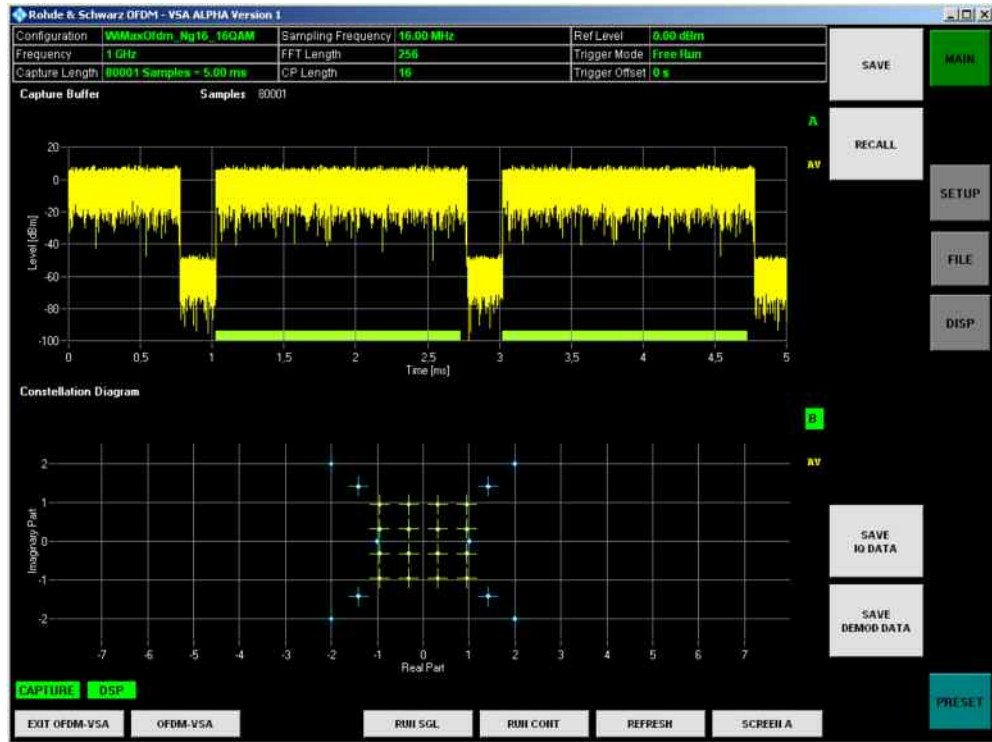 Rohde & Schwarz OFDM - VSA ALPHA Version 1
Configuration WiMaxOfdm_Ng16_16QAM Sampling Frequency 16.00 MHz Ref Level 0.00 dBm
Frequency 1 GHz FFT Length 256 Trigger Mode Free Run
Capture Length 80001 Samples = 5.00 ms CP Length 16 Trigger Offset 0 s
SAVE
MAIN
Capture Buffer Samples 80001
A
RECALL
AV
SETUP
FILE
DISP
Level [dBm]
20
0
-20
-40
-60
-80
-100
0 0,5 1 1,5 2 2,5 3 3,5 4 4,5 5
Time [ms]
Constellation Diagram
B
AV
Imaginary Part
2
1
0
-1
-2
-7 -6 -5 -4 -3 -2 -1 0 1 2 3 4 5 6 7
Real Part
SAVE
IQ DATA
SAVE
DEMOD DATA
CAPTURE DSP
PRESET
EXIT OFDM-VSA OFDM-VSA RUN SGL RUN CONT REFRESH SCREEN A